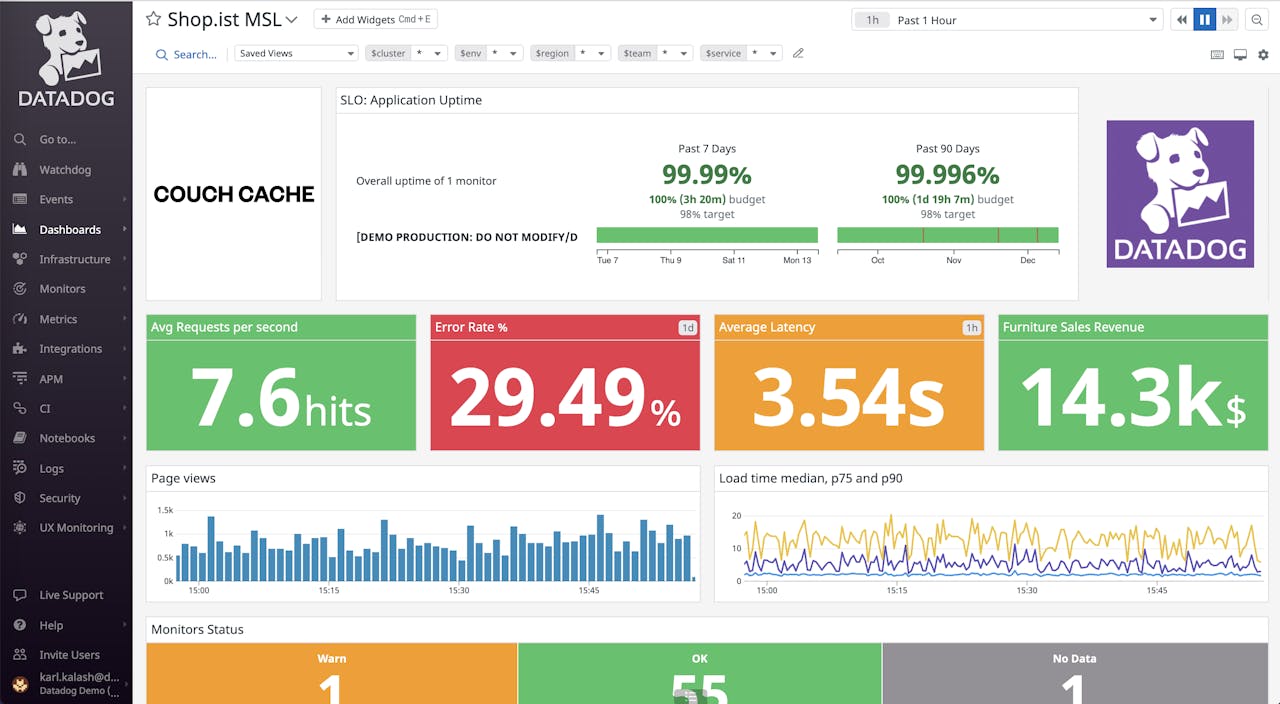 DATADOG
Go to...
Watchdog
Events
Dashboards
Infrastructure
Monitors
Metrics
Integrations
APM
CI
Notebooks
Logs
Security
UX Monitoring
Live Support
Help
Invite Users
karl.kalash@d...
Datadog Demo (...
Shop.ist MSL
+ Add Widgets Cmd + E
1h Past 1 Hour
Search...
Saved Views
$cluster *
$env *
$region *
$team *
$service *
COUCH CACHE
SLO: Application Uptime
Past 7 Days
Past 90 Days
Overall uptime of 1 monitor
99.99%
99.996%
100% (3h 20m) budget
100% (1d 19h 7m) budget
98% target
98% target
[DEMO PRODUCTION: DO NOT MODIFY/D
Tue 7 Thu 9 Sat 11 Mon 13
Oct Nov Dec
DATADOG
Avg Requests per second
7.6 hits
Error Rate % 1d
29.49 %
Average Latency 1h
3.54s
Furniture Sales Revenue
14.3k $
Page views
1.5k
1k
0.5k
0k
15:00 15:15 15:30 15:45
Load time median, p75 and p90
20
10
0
15:00 15:15 15:30 15:45
Monitors Status
Warn
1
OK
55
No Data
1